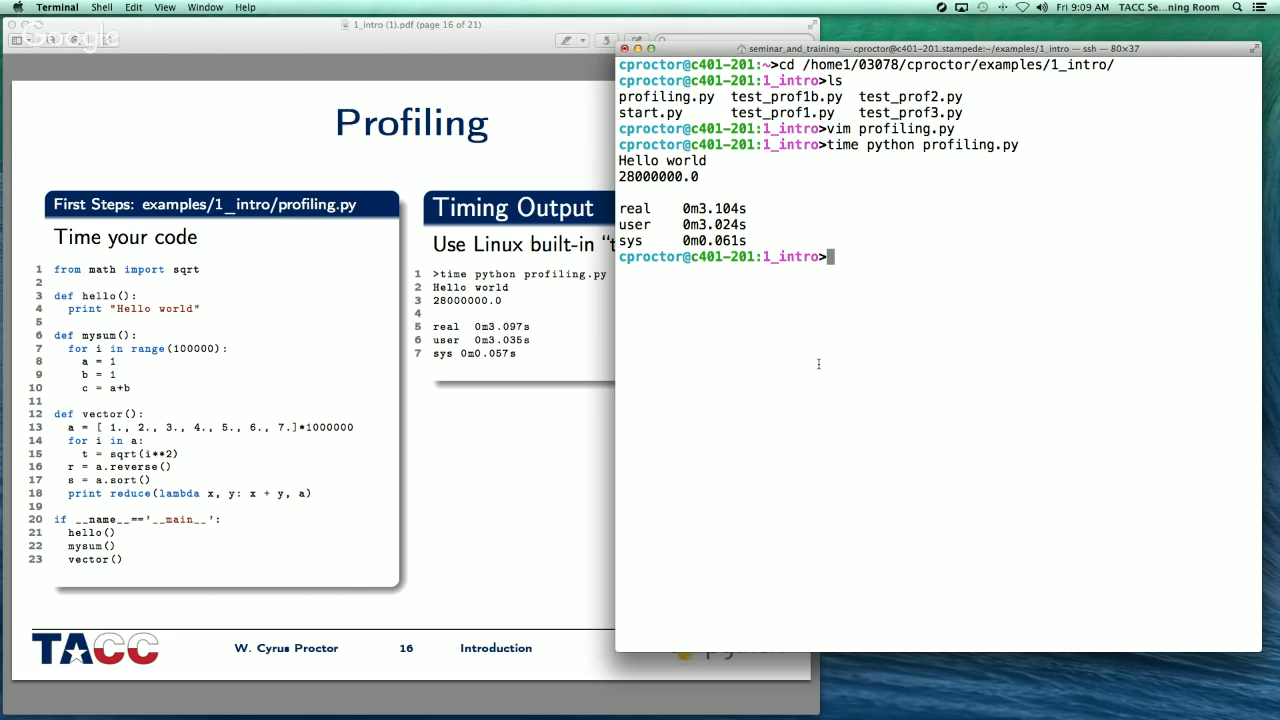 Terminal Shell Edit View Window Help
Fri 9:09 AM TACC Se...ning Room
1_intro (1).pdf (page 16 of 21)
Google
Profiling
First Steps: examples/1_intro/profiling.py
Time your code
1 from math import sqrt
2
3 def hello():
4 print "Hello world"
5
6 def mysum():
7 for i in range(100000):
8 a = 1
9 b = 1
10 c = a+b
11
12 def vector():
13 a = [ 1., 2., 3., 4., 5., 6., 7.]*1000000
14 for i in a:
15 t = sqrt(i**2)
16 r = a.reverse()
17 s = a.sort()
18 print reduce(lambda x, y: x + y, a)
19
20 if __name__=='__main__':
21 hello()
22 mysum()
23 vector()
Timing Output
Use Linux built-in "t
1 >time python profiling.py
2 Hello world
3 28000000.0
4
5 real 0m3.097s
6 user 0m3.035s
7 sys 0m0.057s
TACC
W. Cyrus Proctor 16 Introduction
seminar_and_training — cproctor@c401-201.stampede:~/examples/1_intro — ssh — 80×37
cproctor@c401-201:~>cd /home1/03078/cproctor/examples/1_intro/
cproctor@c401-201:1_intro>ls
profiling.py test_prof1b.py test_prof2.py
start.py test_prof1.py test_prof3.py
cproctor@c401-201:1_intro>vim profiling.py
cproctor@c401-201:1_intro>time python profiling.py
Hello world
28000000.0
real 0m3.104s
user 0m3.024s
sys 0m0.061s
cproctor@c401-201:1_intro>